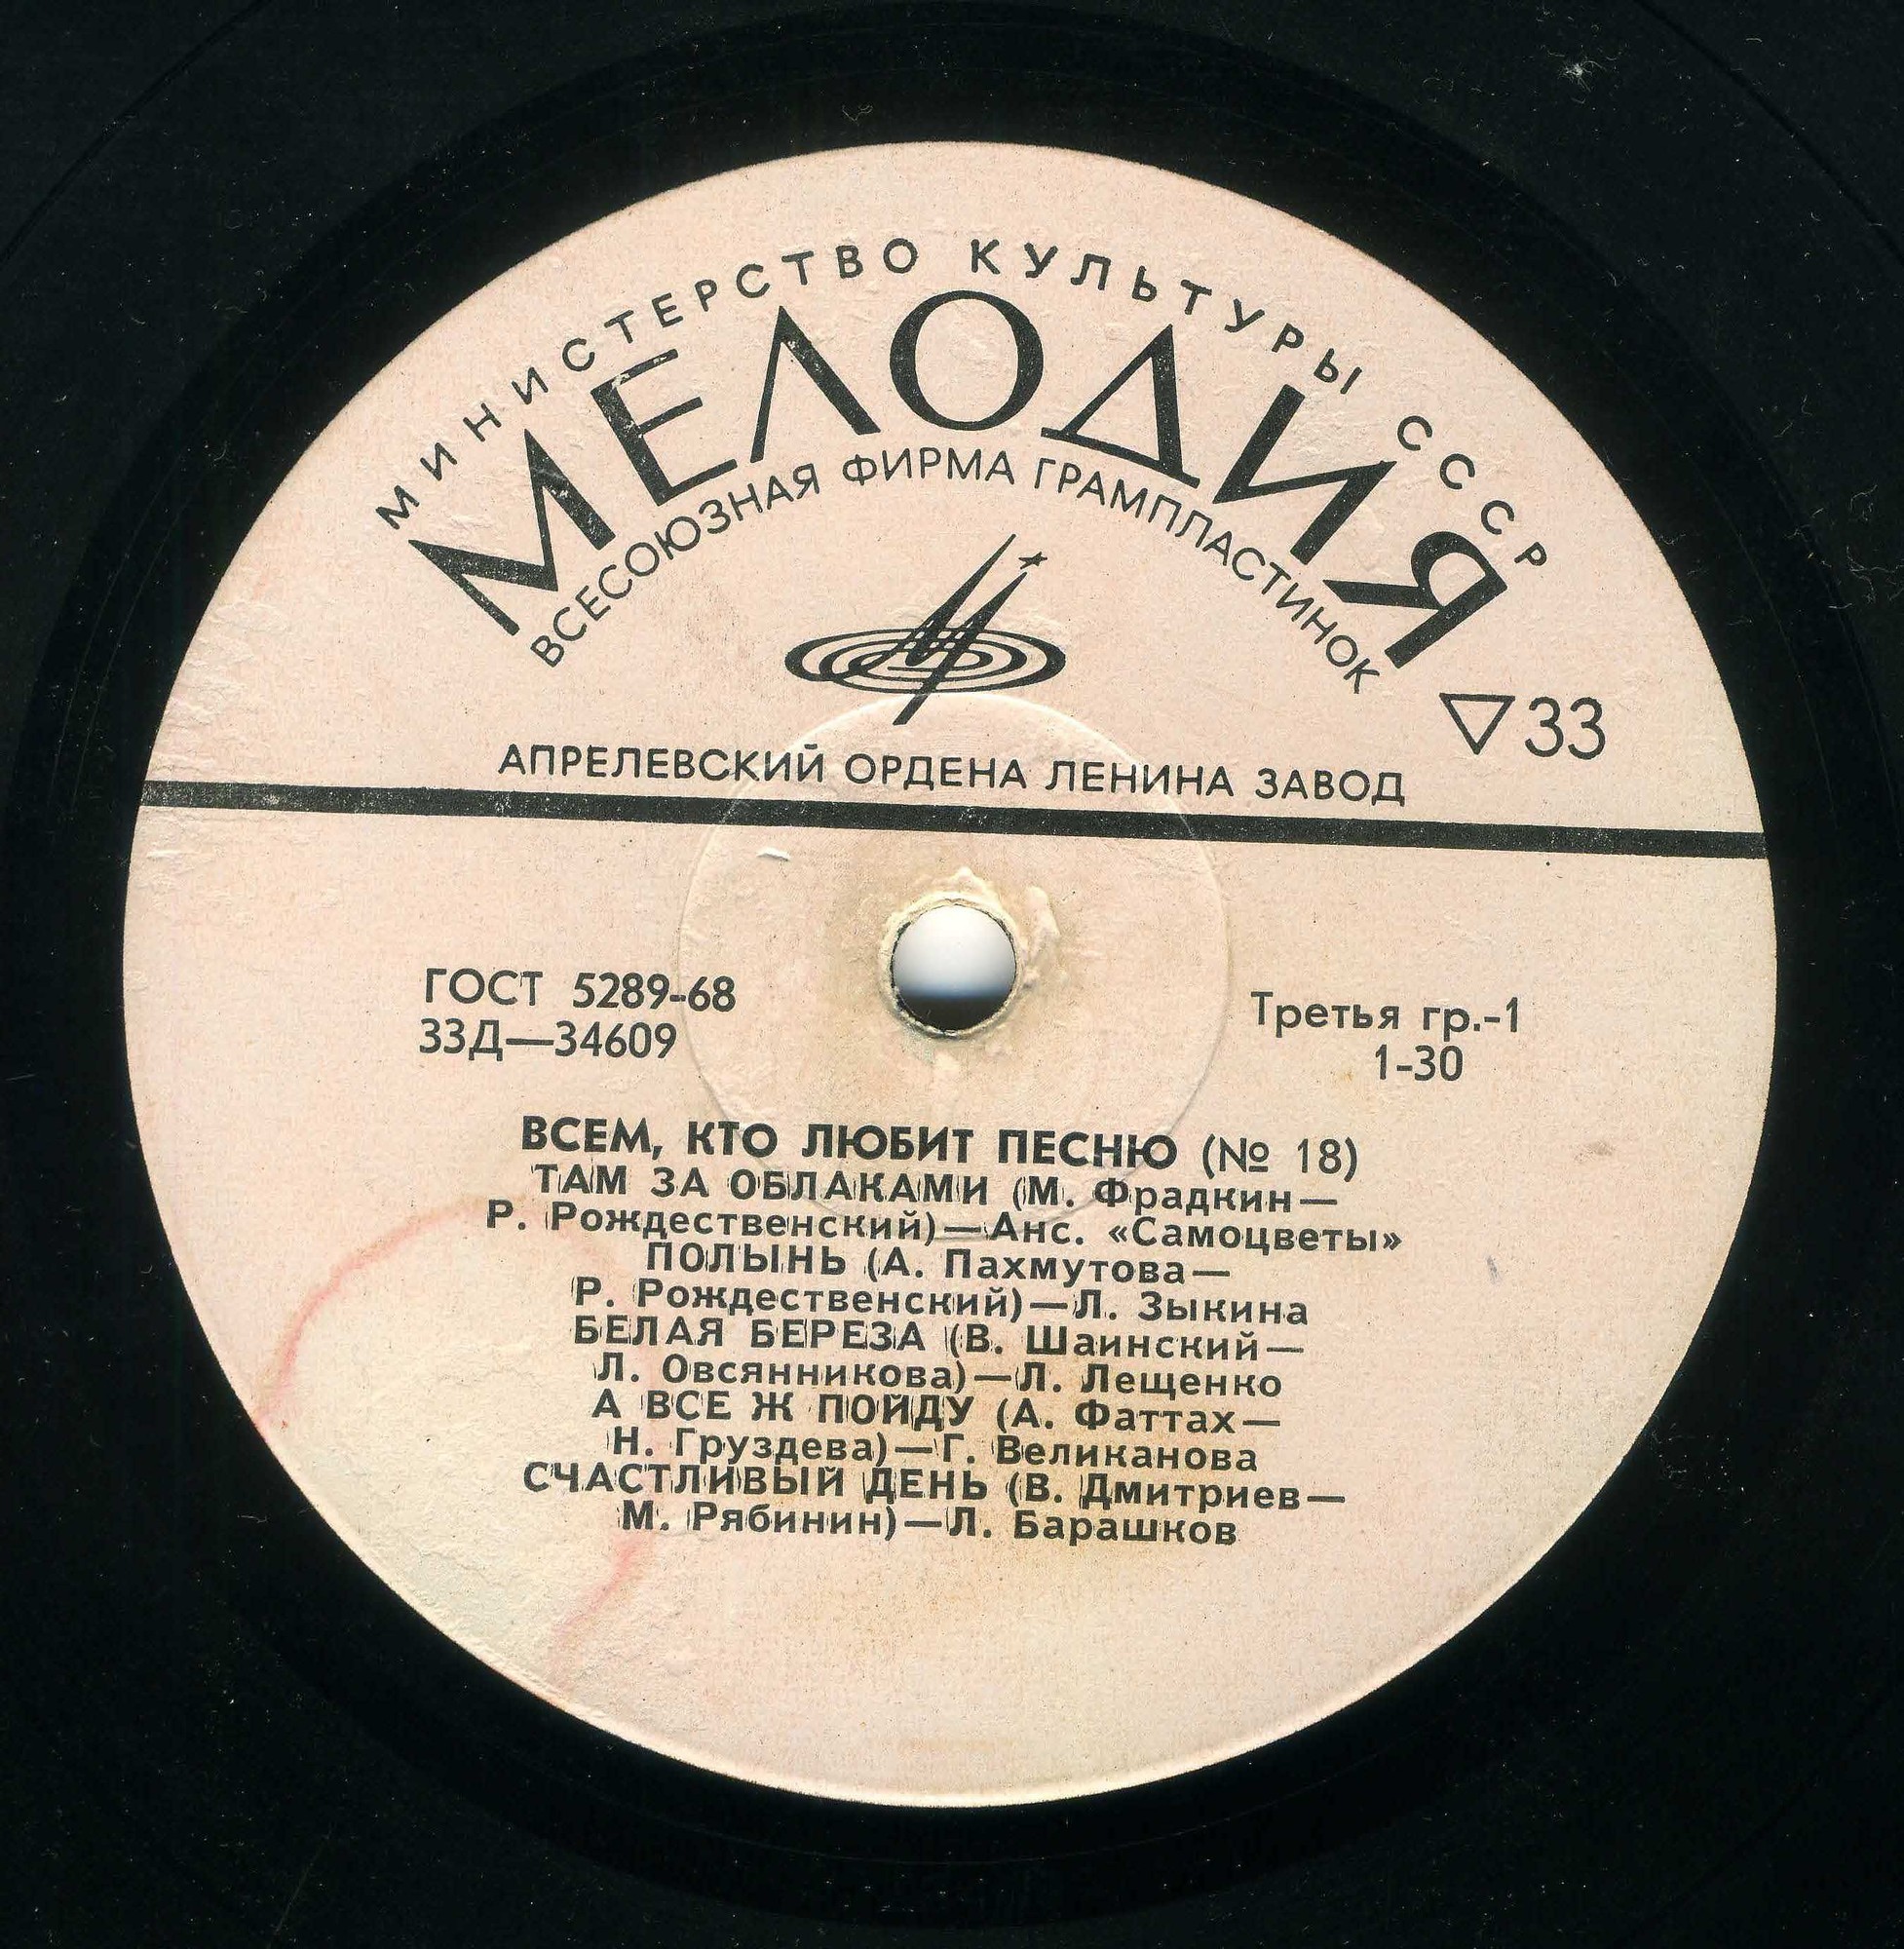 МИНИСТЕРСТВО КУЛЬТУРЫ СССР
МЕЛОДИЯ
ВСЕСОЮЗНАЯ ФИРМА ГРАМПЛАСТИНОК
▽33
АПРЕЛЕВСКИЙ ОРДЕНА ЛЕНИНА ЗАВОД
ГОСТ 5289-68
33Д—34609
Третья гр.-1
1-30
ВСЕМ, КТО ЛЮБИТ ПЕСНЮ (№ 18)
ТАМ ЗА ОБЛАКАМИ (М. Фрадкин—
Р. Рождественский)—Анс. «Самоцветы»
ПОЛЫНЬ (А. Пахмутова—
Р. Рождественский)—Л. Зыкина
БЕЛАЯ БЕРЕЗА (В. Шаинский—
Л. Овсянникова)—Л. Лещенко
А ВСЕ Ж ПОЙДУ (А. Фаттах—
Н. Груздева)—Г. Великанова
СЧАСТЛИВЫЙ ДЕНЬ (В. Дмитриев—
М. Рябинин)—Л. Барашков